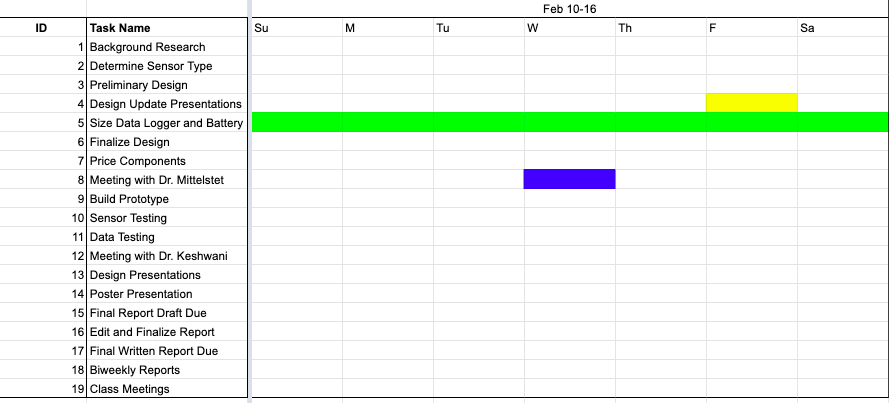 Feb 10-16
ID Task Name Su M Tu W Th F Sa
1 Background Research
2 Determine Sensor Type
3 Preliminary Design
4 Design Update Presentations
5 Size Data Logger and Battery
6 Finalize Design
7 Price Components
8 Meeting with Dr. Mittelstet
9 Build Prototype
10 Sensor Testing
11 Data Testing
12 Meeting with Dr. Keshwani
13 Design Presentations
14 Poster Presentation
15 Final Report Draft Due
16 Edit and Finalize Report
17 Final Written Report Due
18 Biweekly Reports
19 Class Meetings